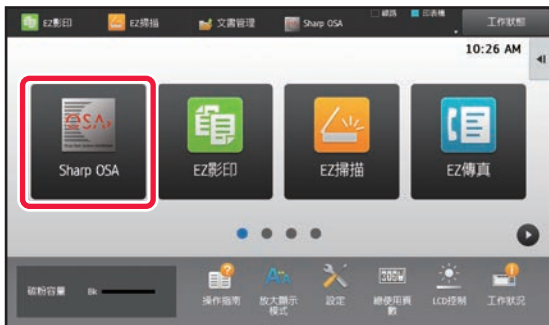 EZ影印 EZ掃描 文書管理 Sharp OSA 線路 印表機 工作狀態
10:26 AM
OSA
Sharp OSA EZ影印 EZ掃描 EZ傳真
碳粉容量 Bk 操作指南 放大顯示模式 設定 總使用頁數 LCD控制 工作狀況